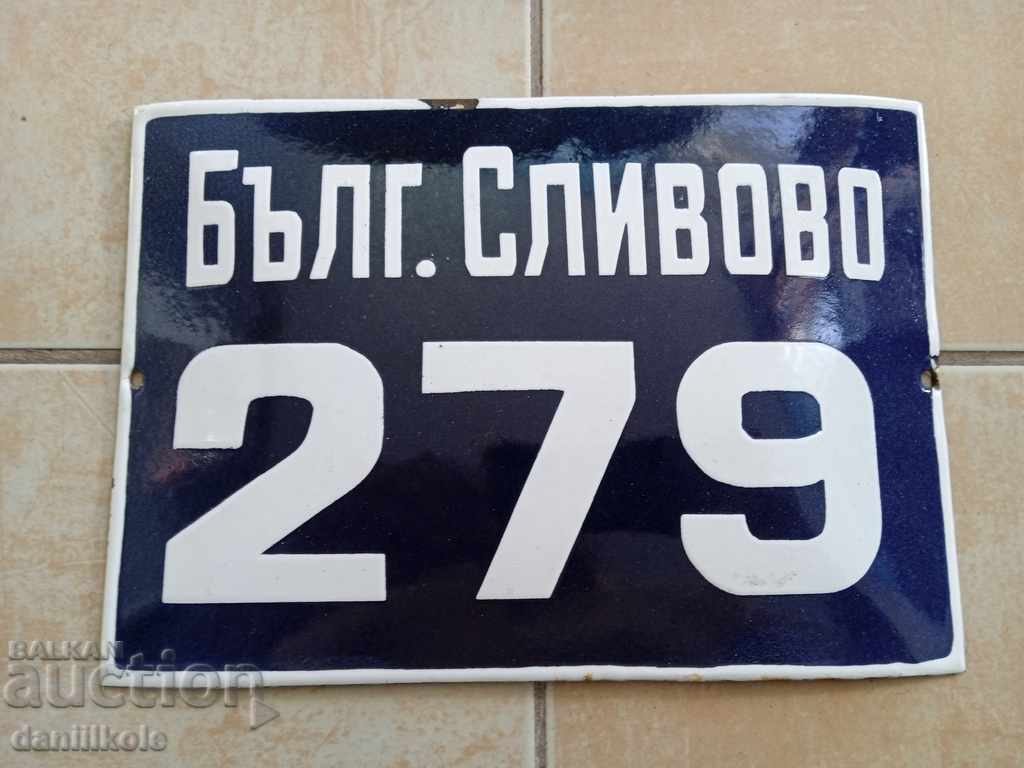 Бълг. Сливово
279
BALKAN
auction
daniilkole